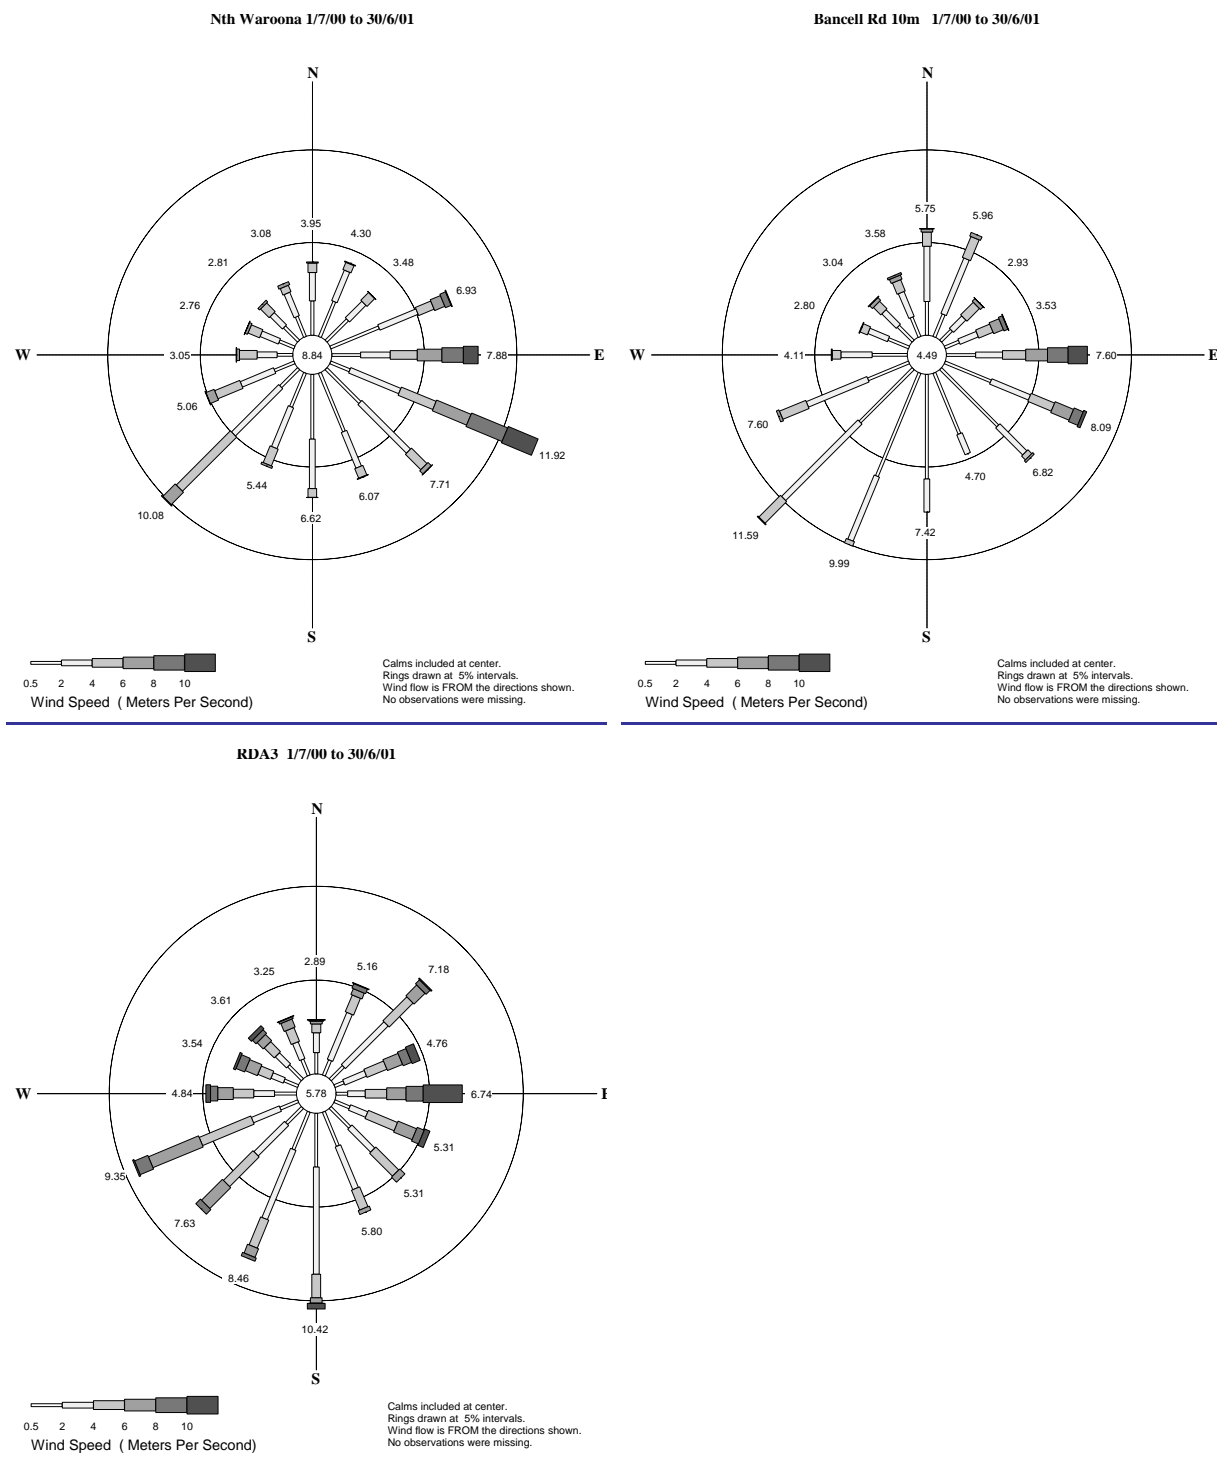 Nth Waroona 1/7/00 to 30/6/01
N
3.95
3.08
4.30
2.81
3.48
2.76
6.93
W
3.05
8.84
7.88
E
5.06
11.92
10.08
5.44
6.62
6.07
7.71
S
0.5 2 4 6 8 10
Wind Speed ( Meters Per Second)
Calms included at center.
Rings drawn at 5% intervals.
Wind flow is FROM the directions shown.
No observations were missing.
Bancell Rd 10m 1/7/00 to 30/6/01
N
5.75
5.96
3.58
3.04
2.93
2.80
3.53
W
4.11
4.49
7.60
E
7.60
8.09
11.59
9.99
7.42
4.70
6.82
S
0.5 2 4 6 8 10
Wind Speed ( Meters Per Second)
Calms included at center.
Rings drawn at 5% intervals.
Wind flow is FROM the directions shown.
No observations were missing.
RDA3 1/7/00 to 30/6/01
N
2.89
3.25
5.16
7.18
3.61
3.54
4.76
W
4.84
5.78
6.74
9.35
5.31
7.63
5.31
8.46
5.80
10.42
S
0.5 2 4 6 8 10
Wind Speed ( Meters Per Second)
Calms included at center.
Rings drawn at 5% intervals.
Wind flow is FROM the directions shown.
No observations were missing.